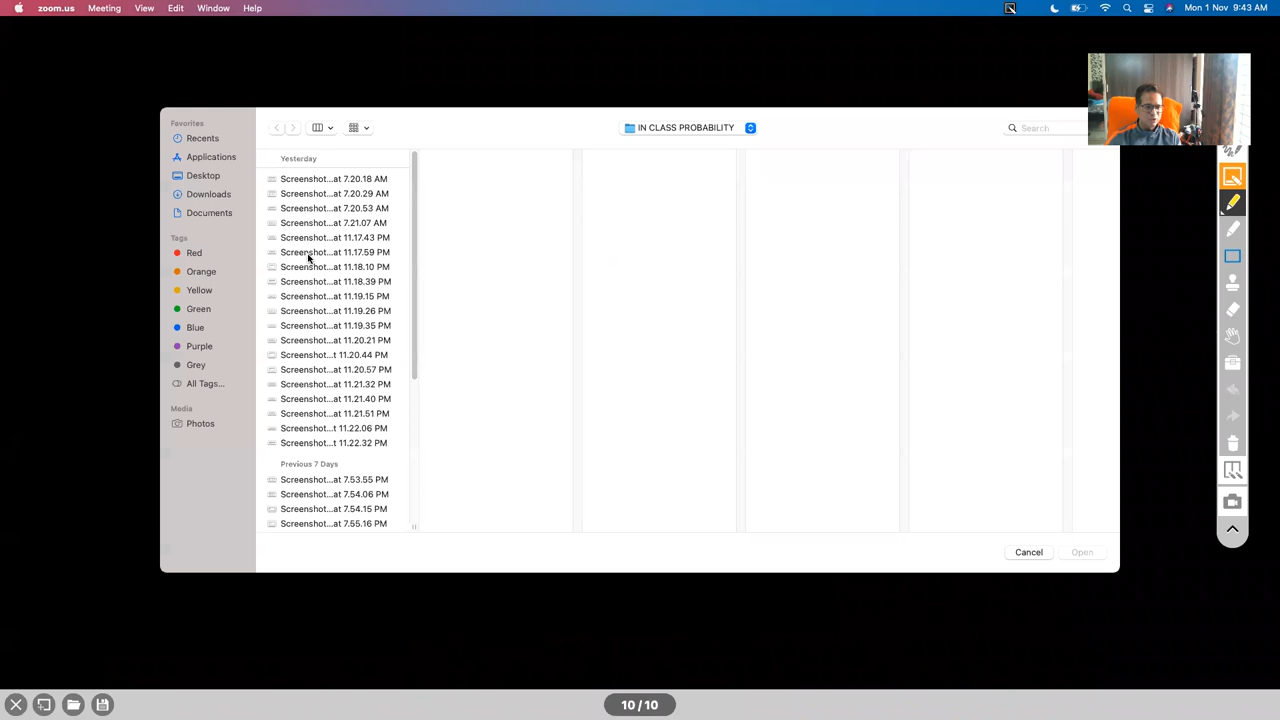 zoom.us Meeting View Edit Window Help Mon 1 Nov 9:43 AM
IN CLASS PROBABILITY
Search
Favorites
Recents
Applications
Desktop
Downloads
Documents
Tags
Red
Orange
Yellow
Green
Blue
Purple
Grey
All Tags...
Media
Photos
Yesterday
Screenshot...at 7.20.18 AM
Screenshot...at 7.20.29 AM
Screenshot...at 7.20.53 AM
Screenshot...at 7.21.07 AM
Screenshot...at 11.17.43 PM
Screenshot...at 11.17.59 PM
Screenshot...at 11.18.10 PM
Screenshot...at 11.18.39 PM
Screenshot...at 11.19.15 PM
Screenshot...at 11.19.26 PM
Screenshot...at 11.19.35 PM
Screenshot...at 11.20.21 PM
Screenshot...t 11.20.44 PM
Screenshot...at 11.20.57 PM
Screenshot...at 11.21.32 PM
Screenshot...at 11.21.40 PM
Screenshot...at 11.21.51 PM
Screenshot...t 11.22.06 PM
Screenshot...at 11.22.32 PM
Previous 7 Days
Screenshot...at 7.53.55 PM
Screenshot...at 7.54.06 PM
Screenshot...at 7.54.15 PM
Screenshot...at 7.55.16 PM
Cancel Open
10 / 10